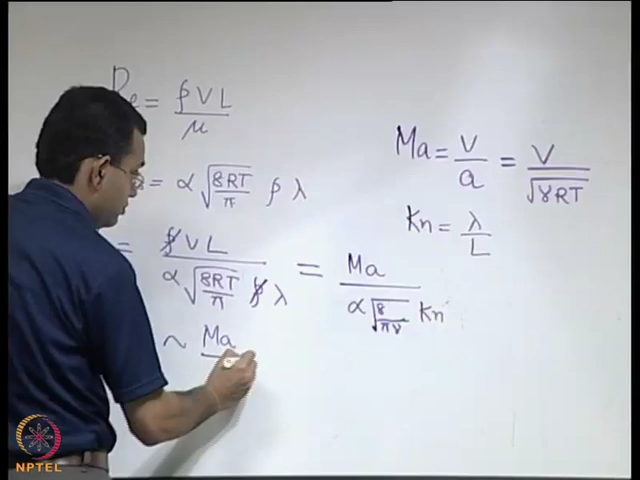 Re = ρVL / μ
= α √(8RT/π) ρ λ
= ρVL / (α √(8RT/π) ρ λ) = Ma / (α √(8/πγ) Kn)
~ Ma
Ma = V/a = V/√(γRT)
Kn = λ/L
NPTEL